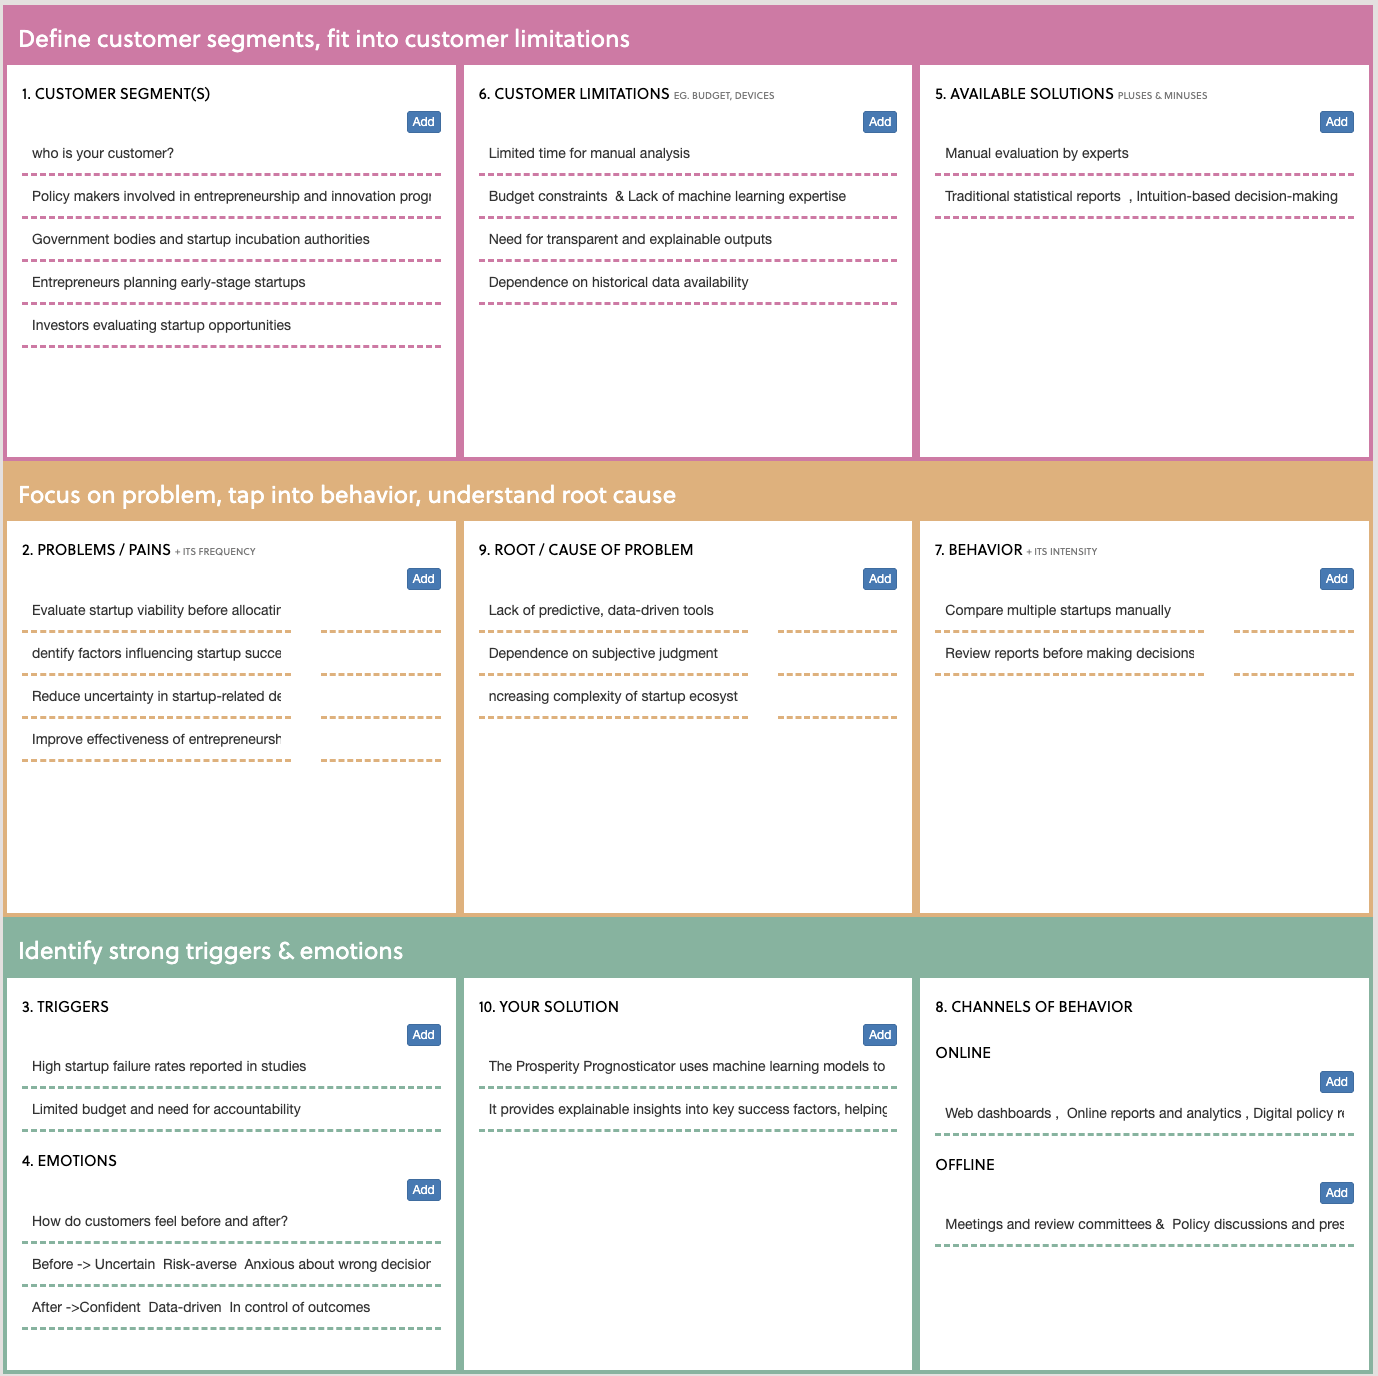 Define customer segments, fit into customer limitations
1. CUSTOMER SEGMENT(S)
Add
who is your customer?
Policy makers involved in entrepreneurship and innovation
Government bodies and startup incubation authorities
Entrepreneurs planning early-stage startups
Investors evaluating startup opportunities
6. CUSTOMER LIMITATIONS EG. BUDGET, DEVICES
Add
Limited time for manual analysis
Budget constraints  & Lack of machine learning expertise
Need for transparent and explainable outputs
Dependence on historical data availability
5. AVAILABLE SOLUTIONS PLUSES & MINUSES
Add
Manual evaluation by experts
Traditional statistical reports  , Intuition-based decision-making
Focus on problem, tap into behavior, understand root cause
2. PROBLEMS / PAINS + ITS FREQUENCY
Add
Evaluate startup viability before
dentify factors influencing startup
Reduce uncertainty in startup-related
Improve effectiveness of
9. ROOT / CAUSE OF PROBLEM
Add
Lack of predictive, data-driven tools
Dependence on subjective judgment
ncreasing complexity of startup ecosyst
7. BEHAVIOR + ITS INTENSITY
Add
Compare multiple startups manually
Review reports before making decisions
Identify strong triggers & emotions
3. TRIGGERS
Add
High startup failure rates reported in studies
Limited budget and need for accountability
4. EMOTIONS
Add
How do customers feel before and after?
Before -> Uncertain  Risk-averse  Anxious about wrong decision
After ->Confident  Data-driven  In control of outcomes
10. YOUR SOLUTION
Add
The Prosperity Prognosticator uses machine learning models to
It provides explainable insights into key success factors, helping
8. CHANNELS OF BEHAVIOR
ONLINE
Add
Web dashboards ,  Online reports and analytics , Digital policy
OFFLINE
Add
Meetings and review committees &  Policy discussions and pres